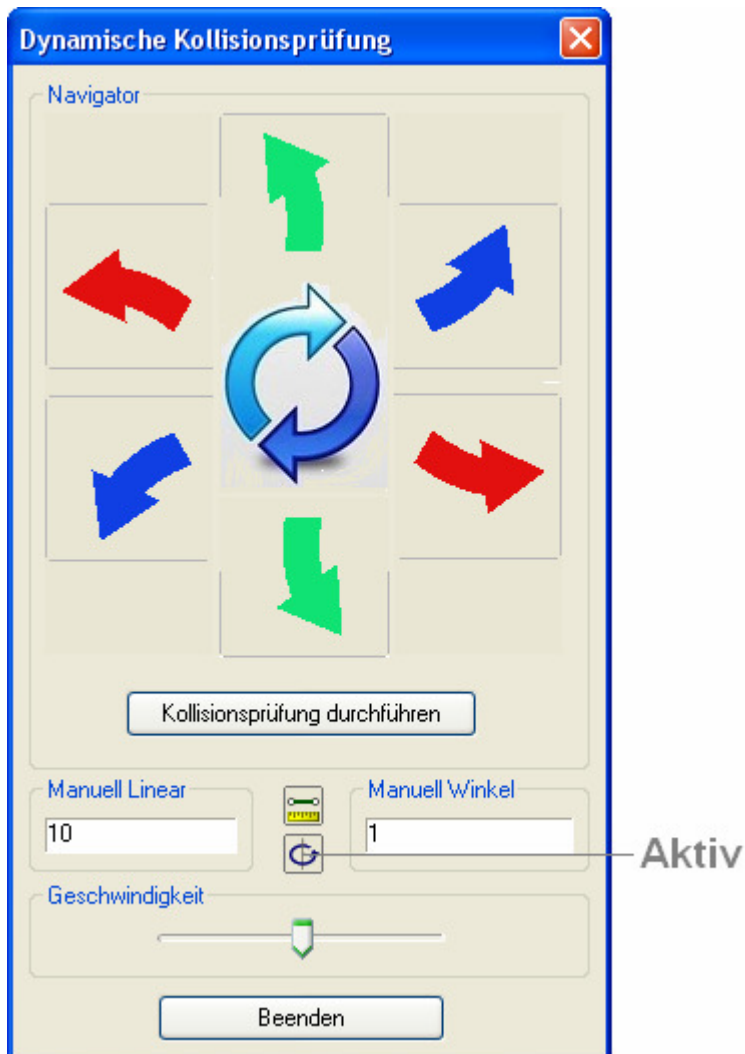 Dynamische Kollisionsprüfung
Navigator
Kollisionsprüfung durchführen
Manuell Linear
10
Manuell Winkel
1
Aktiv
Geschwindigkeit
Beenden